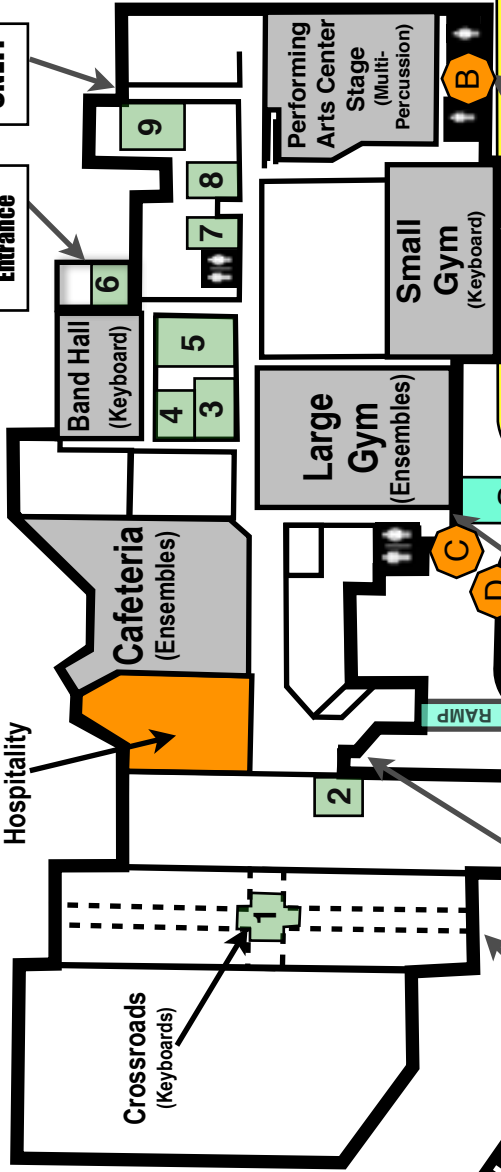 Entrance
9
8
7
6
5
4
3
2
1
Performing
Arts Center
Stage
(Multi-
Percussion)
B
Small
Gym
(Keyboard)
Band Hall
(Keyboard)
Large
Gym
(Ensembles)
Cafeteria
(Ensembles)
C
D
RAMP
Hospitality
Crossroads
(Keyboards)